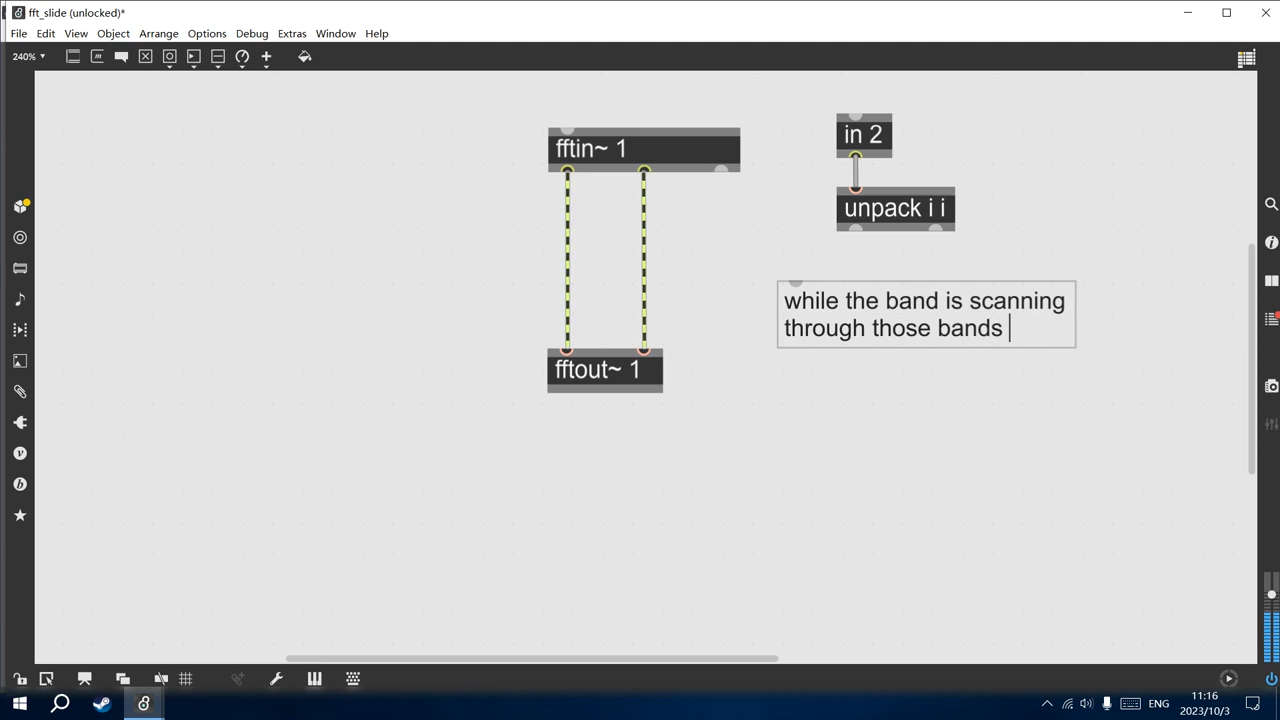 fft_slide (unlocked)*
File Edit View Object Arrange Options Debug Extras Window Help
240%
fftin~ 1
in 2
unpack i i
while the band is scanning
through those bands
fftout~ 1
ENG
11:16
2023/10/3